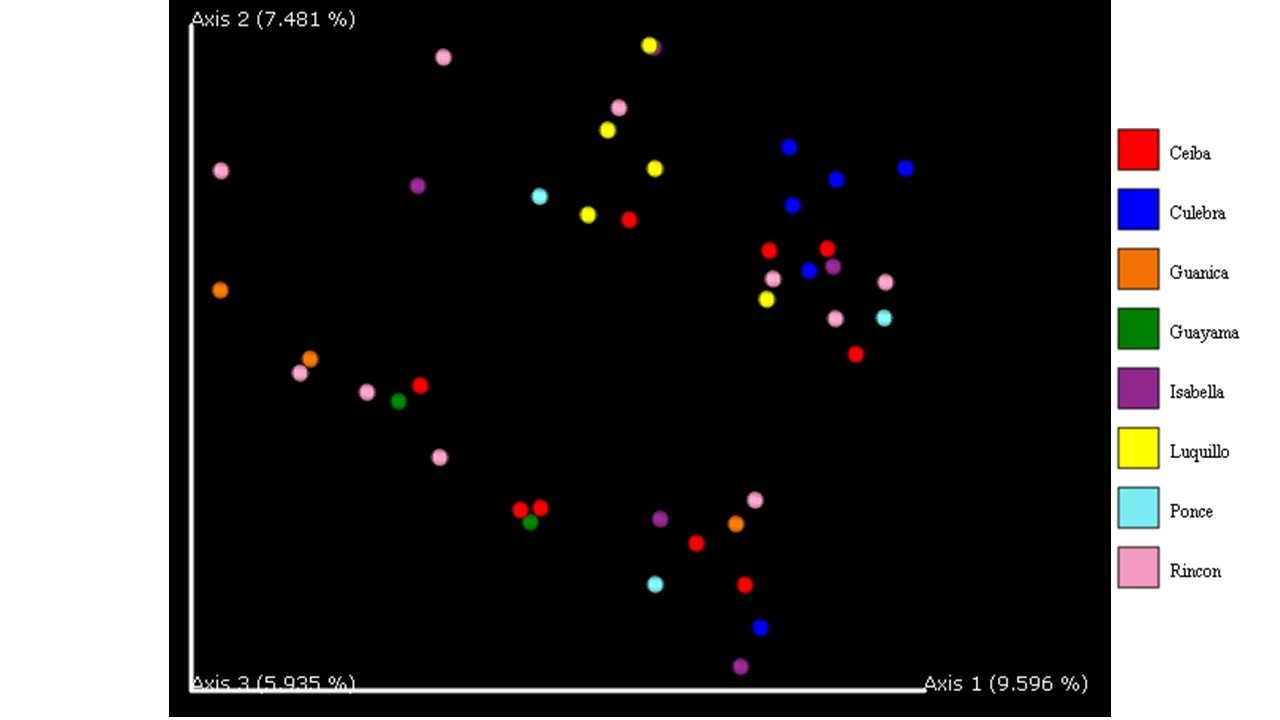 Axis 2 (7.481 %)
Ceiba
Culebra
Guanica
Guayama
Isabella
Luquillo
Ponce
Rincon
Axis 3 (5.935 %)
Axis 1 (9.596 %)